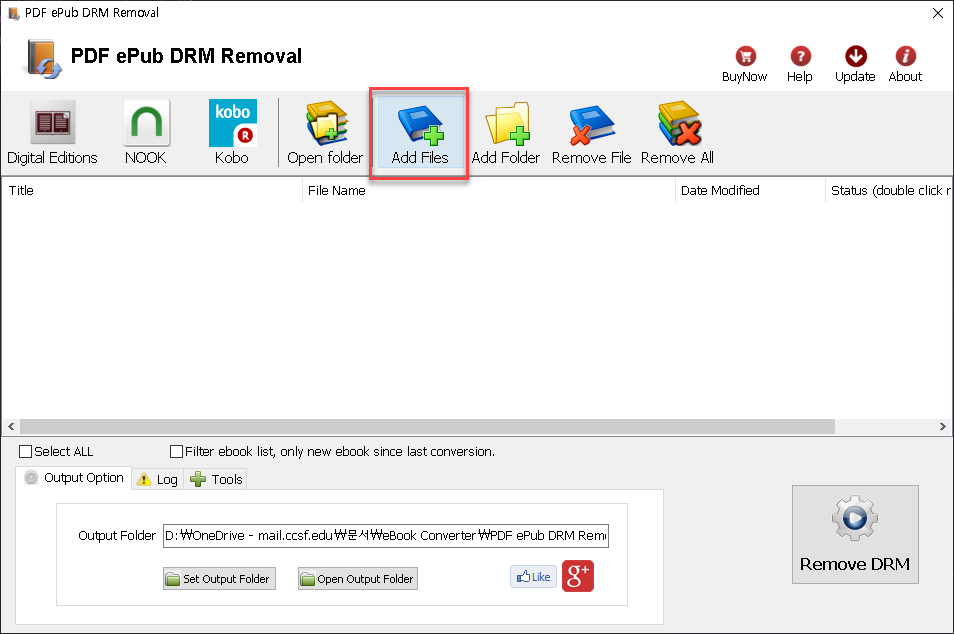 PDF ePub DRM Removal
PDF ePub DRM Removal
BuyNow Help Update About
kobo
R
Digital Editions NOOK Kobo Open folder Add Files Add Folder Remove File Remove All
Title File Name Date Modified Status (double click r
Select ALL Filter ebook list, only new ebook since last conversion.
Output Option Log Tools
Output Folder D:₩OneDrive - mail.ccsf.edu₩문서₩eBook Converter₩PDF ePub DRM Rem
Set Output Folder Open Output Folder Like g+
Remove DRM